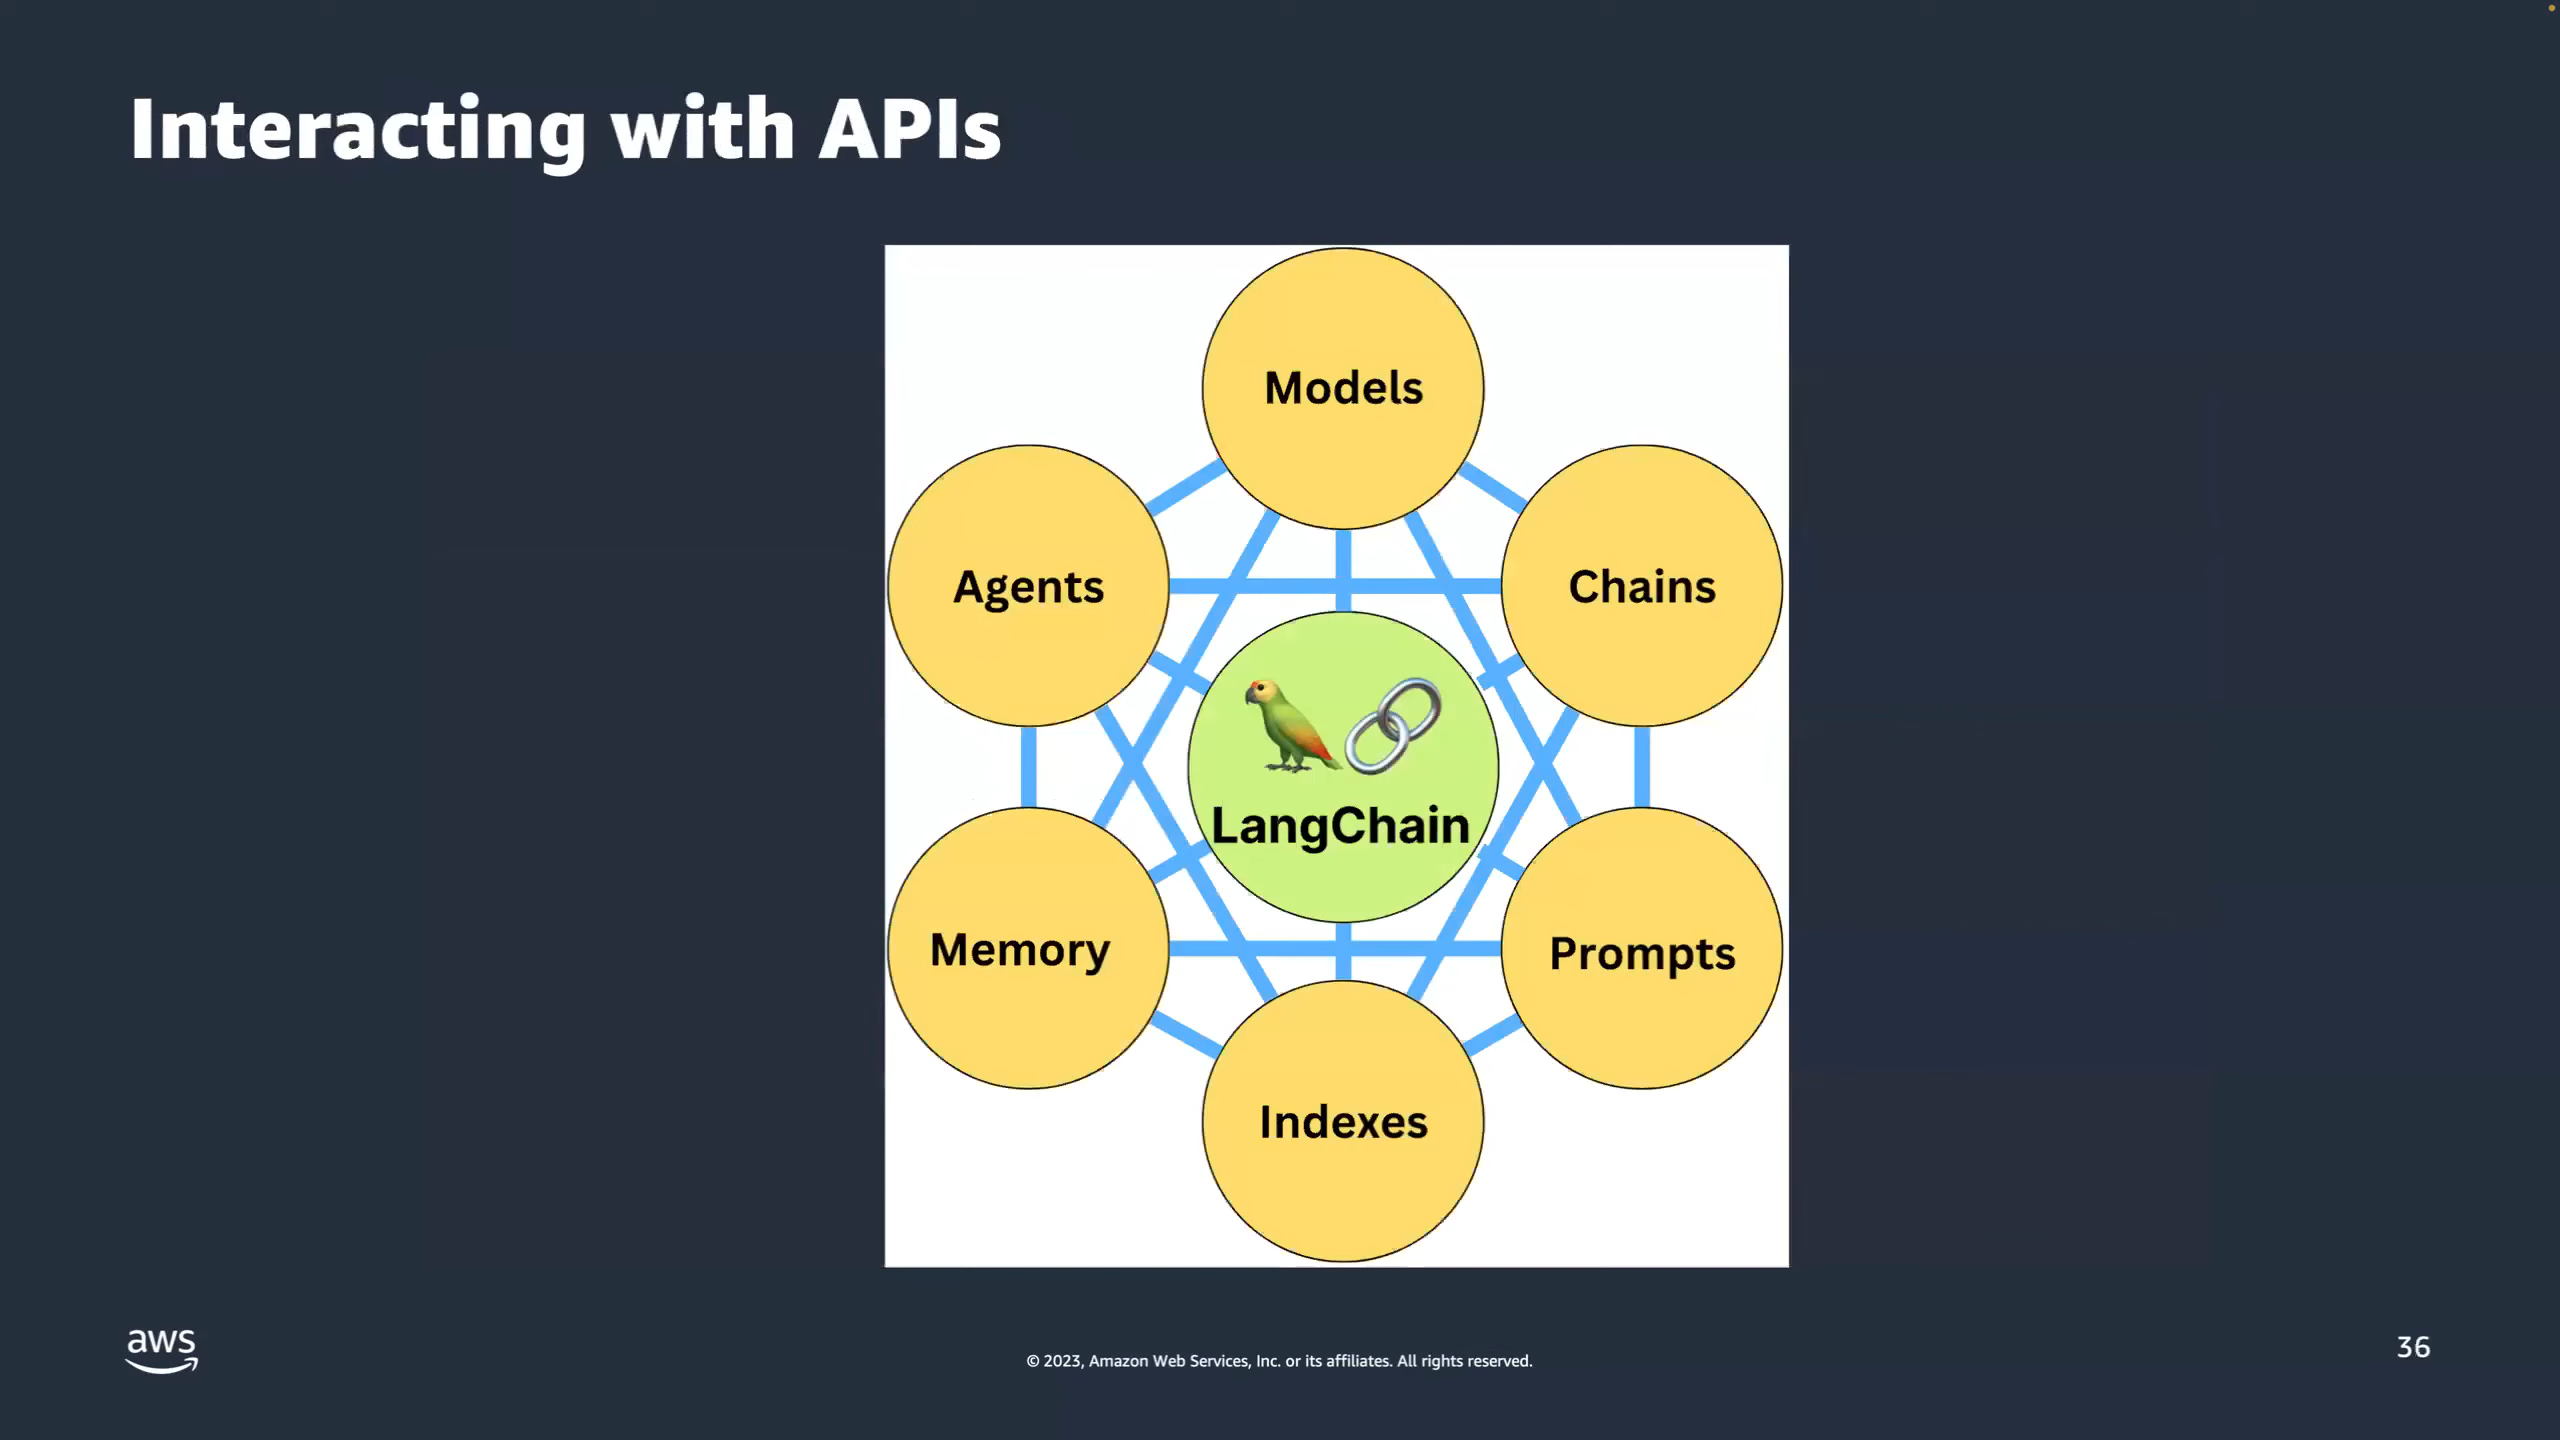 Interacting with APIs
Models
Agents
Chains
LangChain
Memory
Prompts
Indexes
aws
© 2023, Amazon Web Services, Inc. or its affiliates. All rights reserved.
36